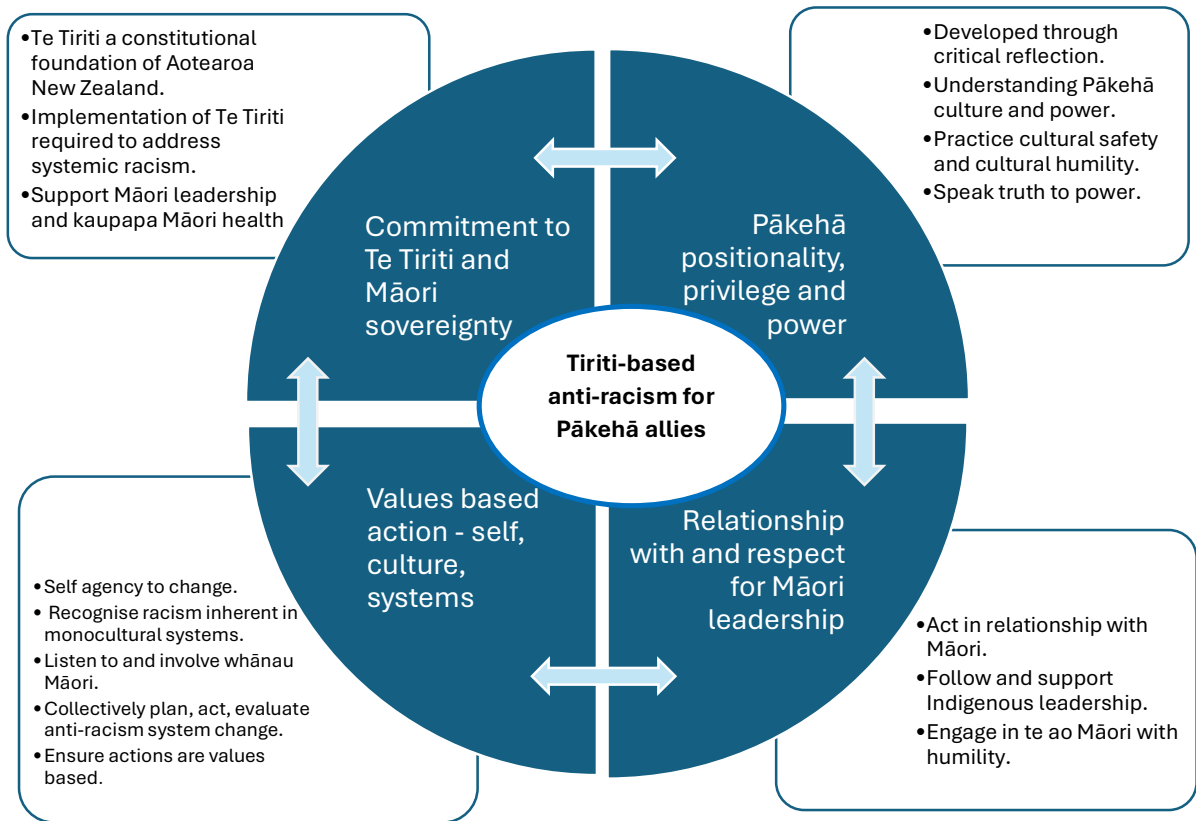 •Te Tiriti a constitutional
foundation of Aotearoa
New Zealand.
•Implementation of Te Tiriti
required to address
systemic racism.
•Support Māori leadership
and kaupapa Māori health
•Developed through
critical reflection.
•Understanding Pākehā
culture and power.
•Practice cultural safety
and cultural humility.
•Speak truth to power.
Commitment to
Te Tiriti and
Māori
sovereignty
Pākehā
positionality,
privilege and
power
Tiriti-based
anti-racism for
Pākehā allies
Values based
action - self,
culture,
systems
Relationship
with and respect
for Māori
leadership
•Self agency to change.
• Recognise racism inherent in
monocultural systems.
•Listen to and involve whānau
Māori.
•Collectively plan, act, evaluate
anti-racism system change.
•Ensure actions are values
based.
•Act in relationship with
Māori.
•Follow and support
Indigenous leadership.
•Engage in te ao Māori with
humility.